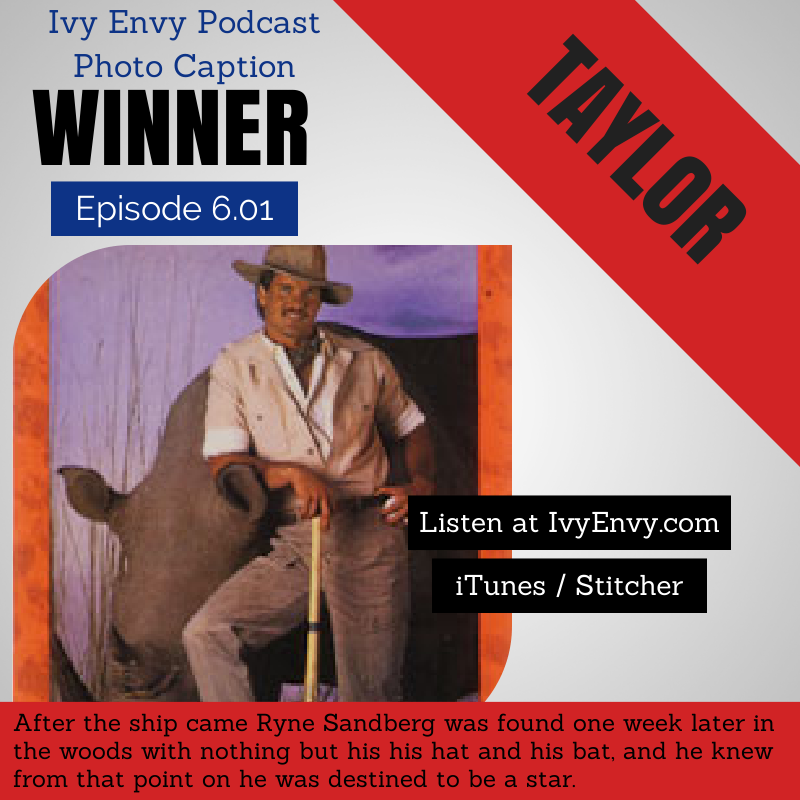 Ivy Envy Podcast
Photo Caption
WINNER
Episode 6.01
TAYLOR
Listen at IvyEnvy.com
iTunes / Stitcher
After the ship came Ryne Sandberg was found one week later in
the woods with nothing but his his hat and his bat, and he knew
from that point on he was destined to be a star.